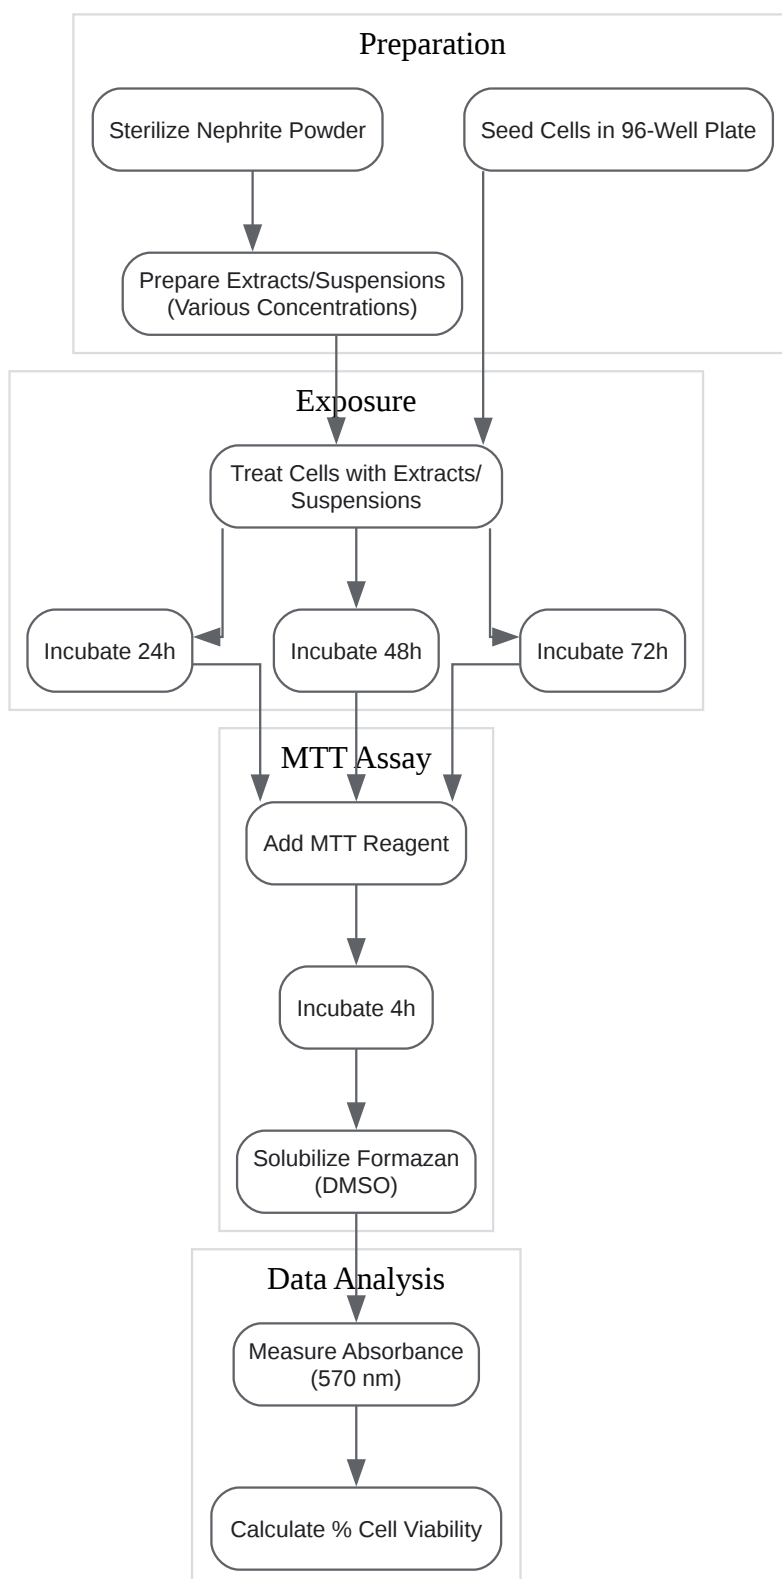 Preparation
Sterilize Nephrite Powder
Seed Cells in 96-Well Plate
Prepare Extracts/Suspensions
(Various Concentrations)
Exposure
Treat Cells with Extracts/
Suspensions
Incubate 24h
Incubate 48h
Incubate 72h
MTT Assay
Add MTT Reagent
Incubate 4h
Solubilize Formazan
(DMSO)
Data Analysis
Measure Absorbance
(570 nm)
Calculate % Cell Viability